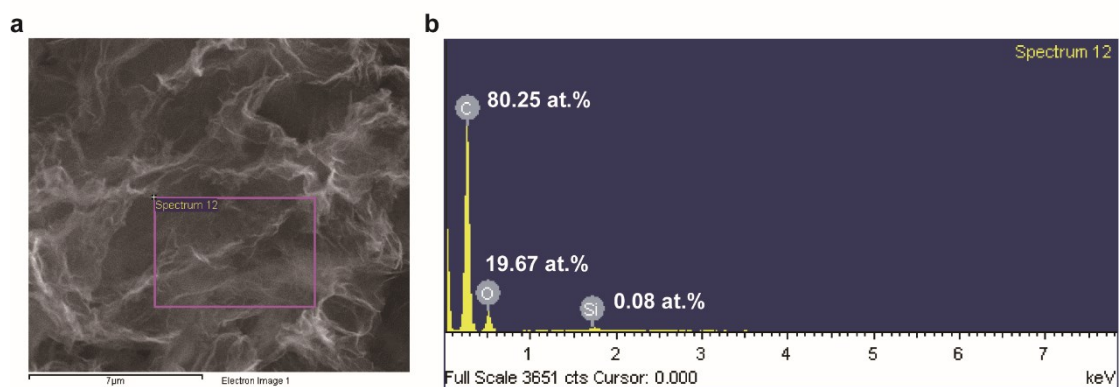 a
b
Spectrum 12
C 80.25 at.%
19.67 at.%
O
Si 0.08 at.%
Spectrum 12
1 2 3 4 5 6 7
7µm Electron Image 1
Full Scale 3651 cts Cursor: 0.000 keV